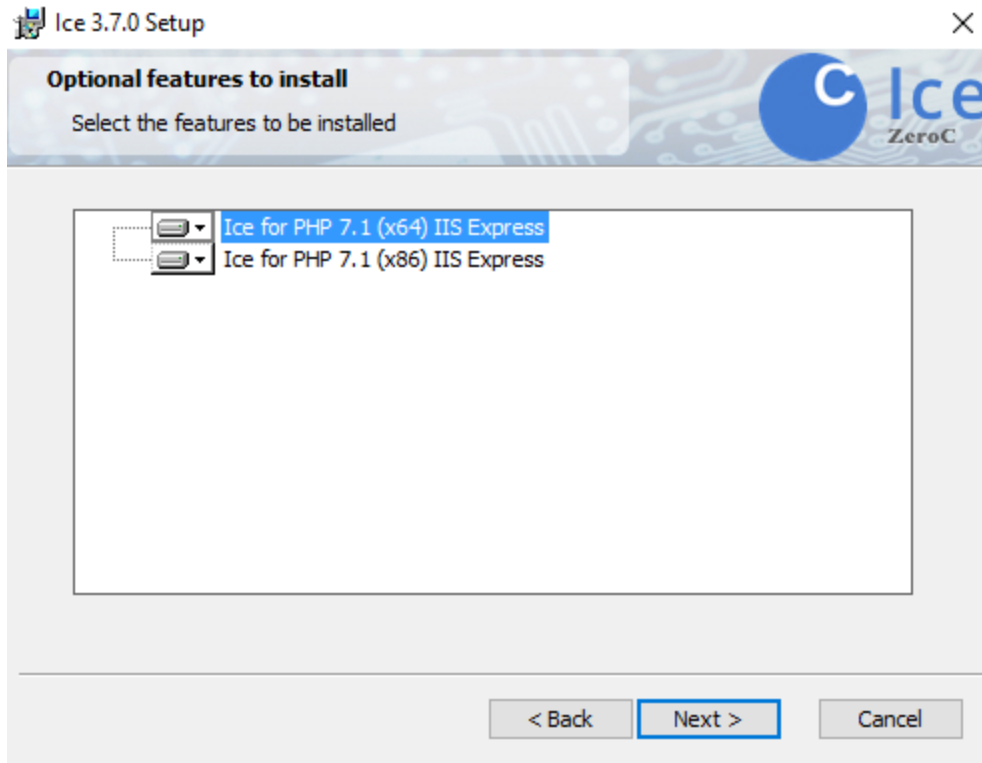 Ice 3.7.0 Setup
Optional features to install
Select the features to be installed
C Ice
ZeroC
Ice for PHP 7.1 (x64) IIS Express
Ice for PHP 7.1 (x86) IIS Express
< Back
Next >
Cancel